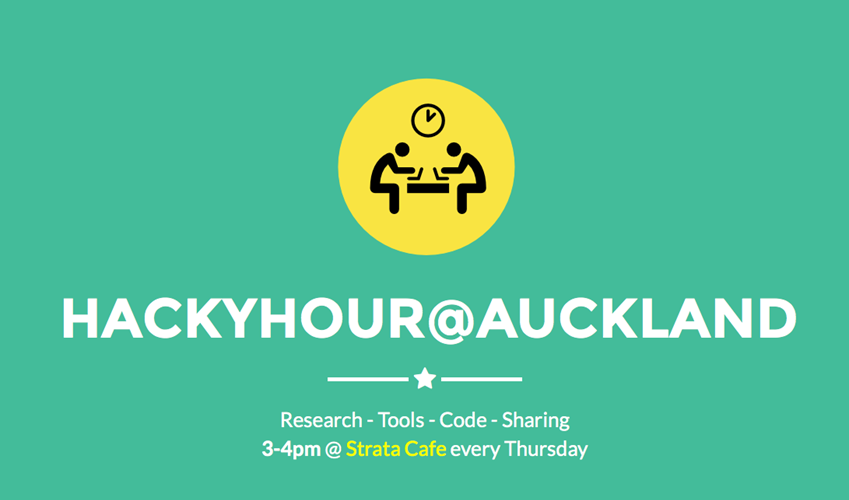 HACKYHOUR@AUCKLAND
Research - Tools - Code - Sharing
3-4pm @ Strata Cafe every Thursday